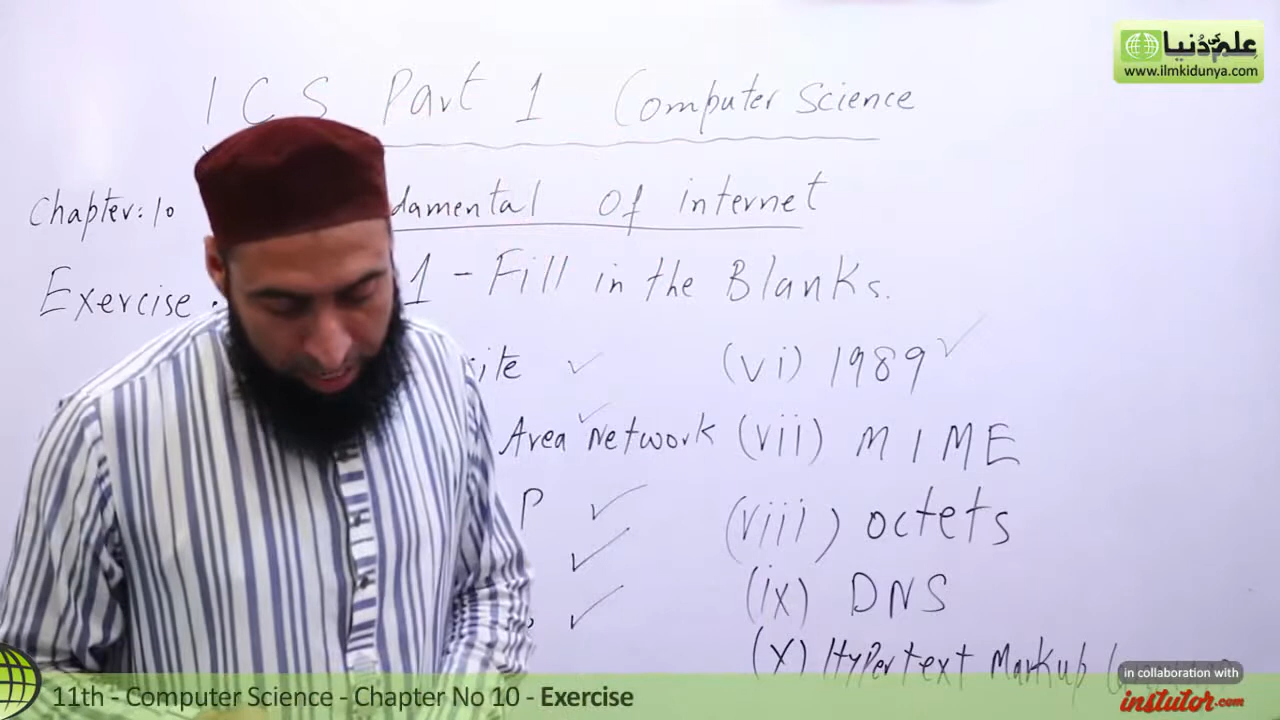 علم کی دُنیا
www.ilmkidunya.com
ICS Part 1 Computer Science
Chapter: 10 damental Of internet
Exercise: 1 - Fill in the Blanks.
ite ✓ (vi) 1989 ✓
Area Network ✓ (vii) MIME
P ✓ (viii) octets
✓ (ix) DNS
✓ (x) HyPertext Markup
in collaboration with
instutor.com
11th - Computer Science - Chapter No 10 - Exercise